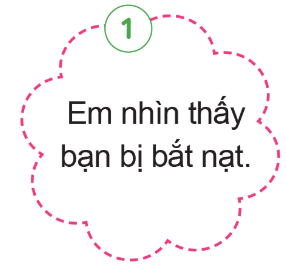 1
Em nhìn thấy
bạn bị bắt nạt.